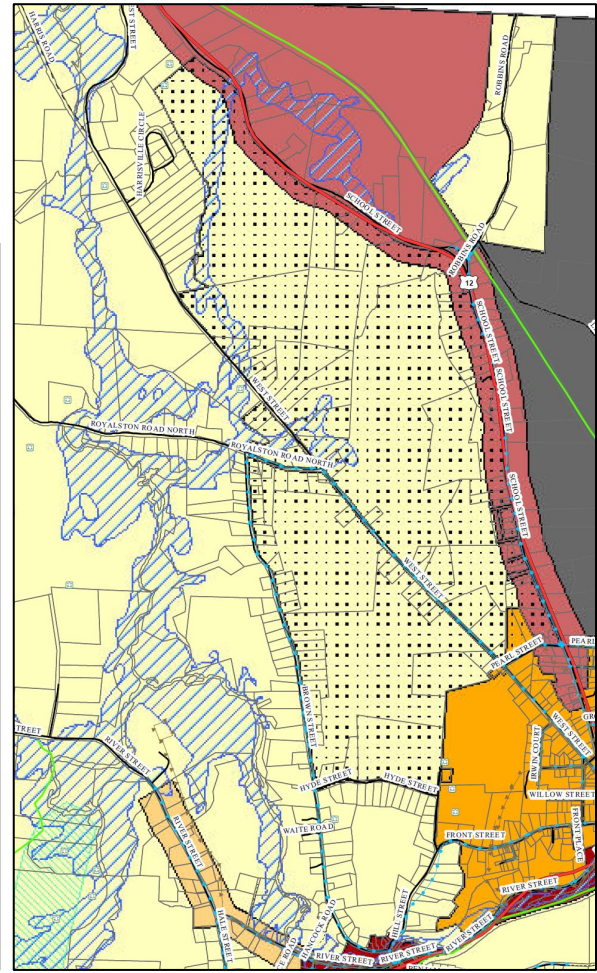 HARRIS ROAD
ST STREET
ROBBINS ROAD
HARRISVILLE CIRCLE
SCHOOL STREET
ROBBINS ROAD
12
SCHOOL STREET
SCHOOL STREET
WEST STREET
ROYALSTON ROAD NORTH
ROYALSTON ROAD NORTH
SCHOOL STREET
WEST STREET
PEARL STREET
PEARL
BROWN STREET
STREET
RIVER STREET
WEST STREET
IRWIN COURT
HYDE STREET
HYDE STREET
WILLOW STREET
RIVER STREET
WAITE ROAD
FRONT STREET
FRONT PLACE
HALE STREET
HANCOCK ROAD
HILL STREET
RIVER STREET
RIVER STREET
RIVER STREET
RIVER STREET